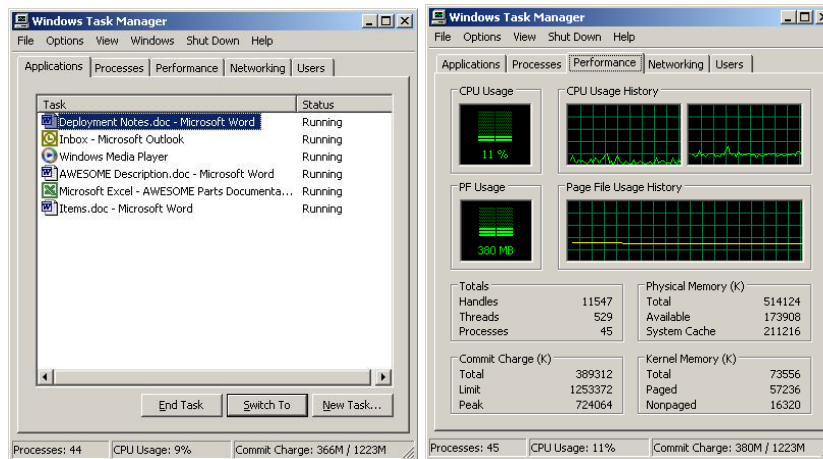 Windows Task Manager
File Options View Windows Shut Down Help
Applications Processes Performance Networking Users
Task Status
Deployment Notes.doc - Microsoft Word Running
Inbox - Microsoft Outlook Running
Windows Media Player Running
AWESOME Description.doc - Microsoft Word Running
Microsoft Excel - AWESOME Parts Documenta... Running
Items.doc - Microsoft Word Running
End Task Switch To New Task...
Processes: 44 CPU Usage: 9% Commit Charge: 366M / 1223M
Windows Task Manager
File Options View Shut Down Help
Applications Processes Performance Networking Users
CPU Usage CPU Usage History
11 %
PF Usage Page File Usage History
380 MB
Totals Physical Memory (K)
Handles 11547 Total 514124
Threads 529 Available 173908
Processes 45 System Cache 211216
Commit Charge (K) Kernel Memory (K)
Total 389312 Total 73556
Limit 1253372 Paged 57236
Peak 724064 Nonpaged 16320
Processes: 45 CPU Usage: 11% Commit Charge: 380M / 1223M